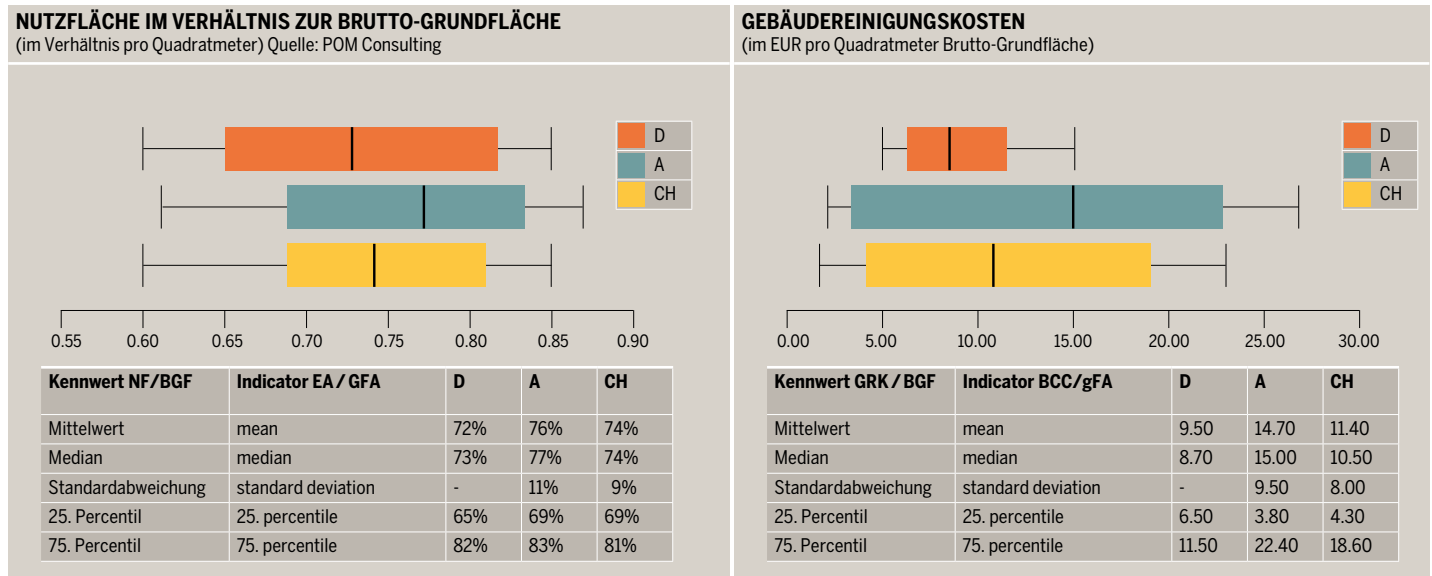 NUTZFLÄCHE IM VERHÄLTNIS ZUR BRUTTO-GRUNDFLÄCHE
(im Verhältnis pro Quadratmeter) Quelle: POM Consulting
D
A
CH
0.55 0.60 0.65 0.70 0.75 0.80 0.85 0.90
Kennwert NF/BGF Indicator EA / GFA D A CH
Mittelwert mean 72% 76% 74%
Median median 73% 77% 74%
Standardabweichung standard deviation - 11% 9%
25. Percentil 25. percentile 65% 69% 69%
75. Percentil 75. percentile 82% 83% 81%
GEBÄUDEREINIGUNGSKOSTEN
(im EUR pro Quadratmeter Brutto-Grundfläche)
D
A
CH
0.00 5.00 10.00 15.00 20.00 25.00 30.00
Kennwert GRK / BGF Indicator BCC/gFA D A CH
Mittelwert mean 9.50 14.70 11.40
Median median 8.70 15.00 10.50
Standardabweichung standard deviation - 9.50 8.00
25. Percentil 25. percentile 6.50 3.80 4.30
75. Percentil 75. percentile 11.50 22.40 18.60